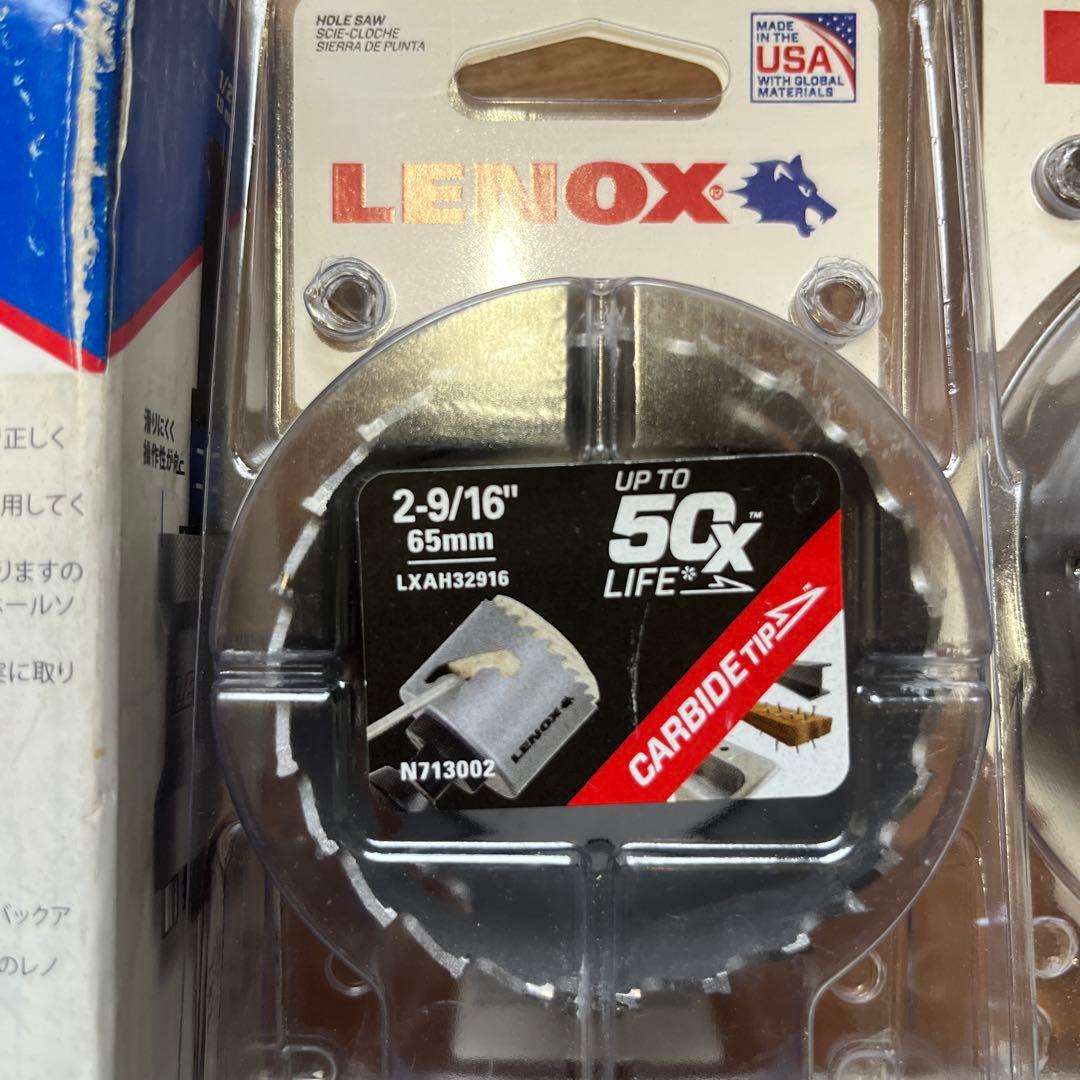 HOLE SAW
SCIE-CLOCHE
SIERRA DE PUNTA
MADE
IN THE
USA
WITH GLOBAL
MATERIALS
LENOX®
2-9/16"
65mm
LXAH32916
UP TO
50X™
LIFE*
CARBIDE TIP™
LENOX
N713002
正しく
滑りにくく
操作性が向上
用してく
りますの
ホールソ
実に取り
バックア
のレノ